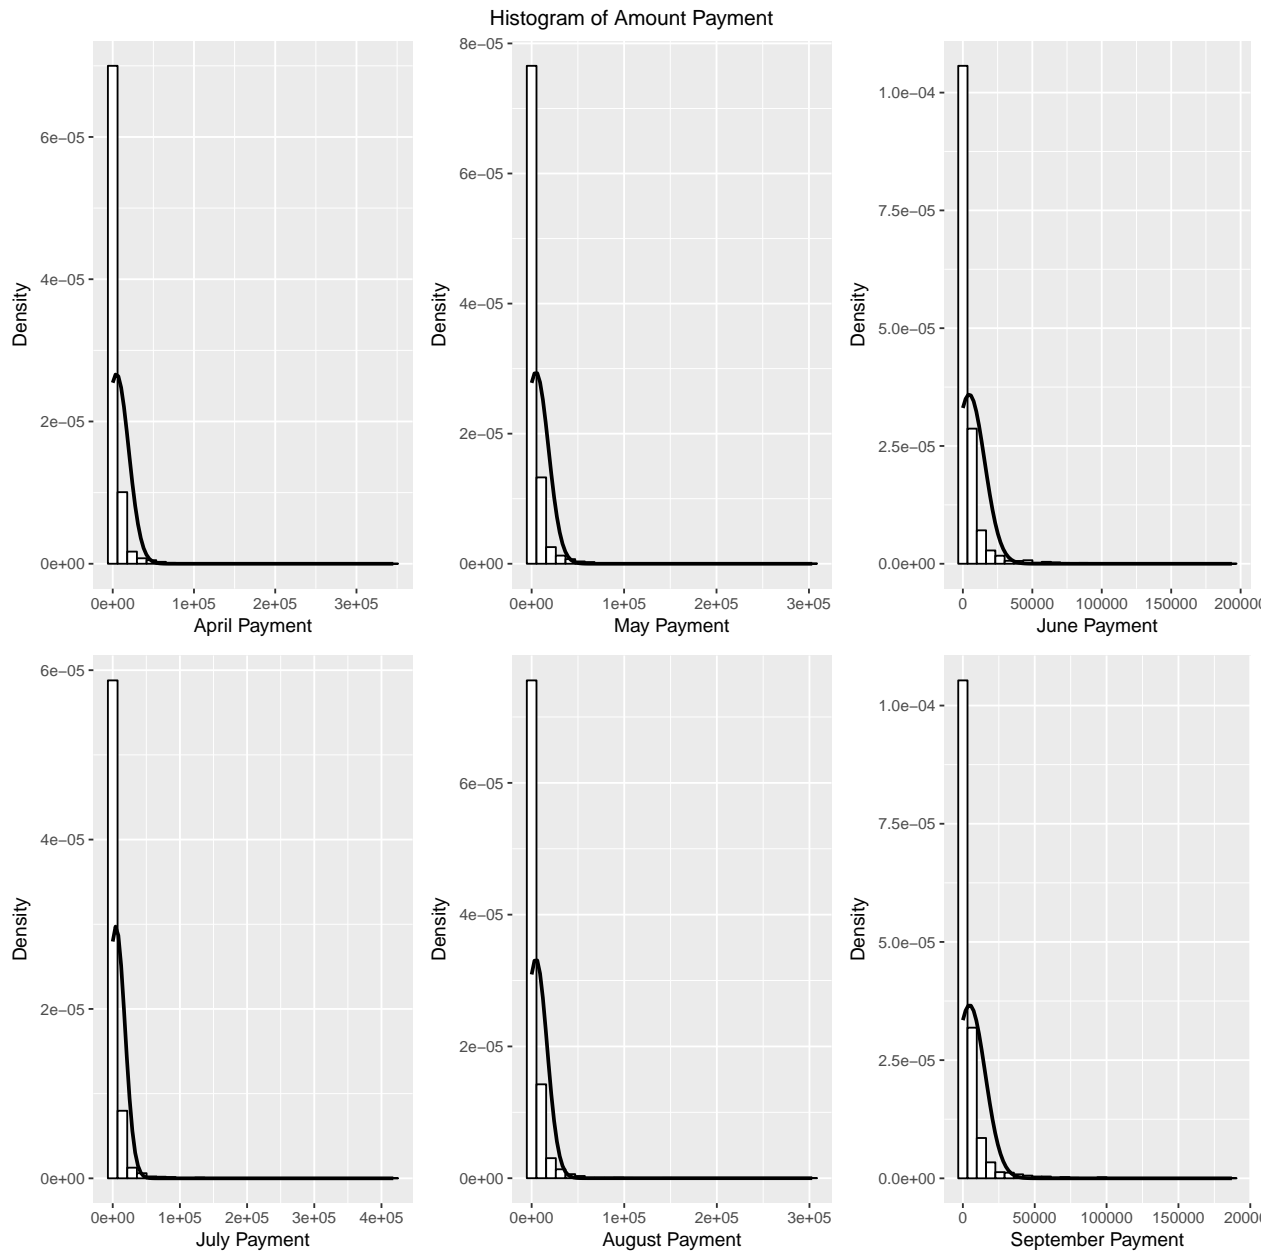 Histogram of Amount Payment
6e−05
4e−05
2e−05
0e+00
Density
0e+00 1e+05 2e+05 3e+05
April Payment
8e−05
6e−05
4e−05
2e−05
0e+00
Density
0e+00 1e+05 2e+05 3e+05
May Payment
1.0e−04
7.5e−05
5.0e−05
2.5e−05
0.0e+00
Density
0 50000 100000 150000 20000
June Payment
6e−05
4e−05
2e−05
0e+00
Density
0e+00 1e+05 2e+05 3e+05 4e+05
July Payment
6e−05
4e−05
2e−05
0e+00
Density
0e+00 1e+05 2e+05 3e+05
August Payment
1.0e−04
7.5e−05
5.0e−05
2.5e−05
0.0e+00
Density
0 50000 100000 150000 20000
September Payment